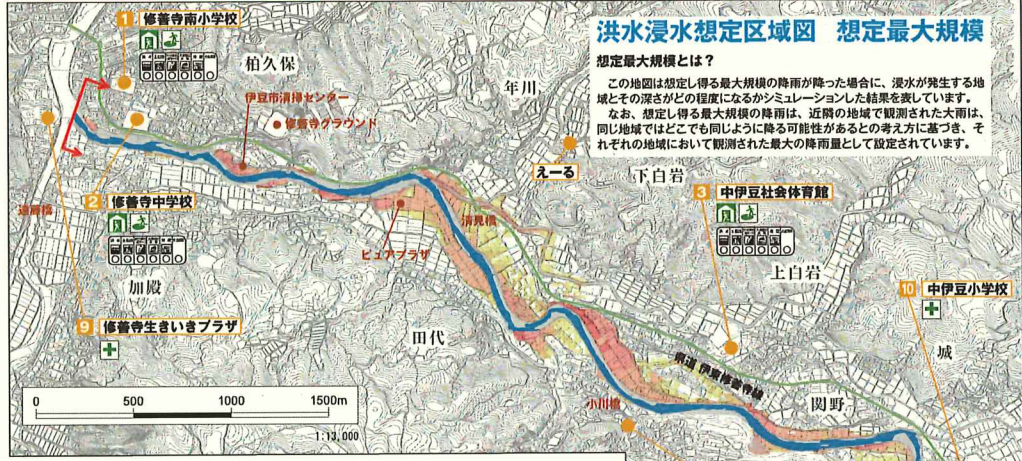 洪水浸水想定区域図 想定最大規模
想定最大規模とは？
この地図は想定し得る最大規模の降雨が降った場合に、浸水が発生する地
域とその深さがどの程度になるかシミュレーションした結果を表しています。
なお、想定し得る最大規模の降雨は、近隣の地域で観測された大雨は、
同じ地域ではどこでも同じように降る可能性があるとの考え方に基づき、そ
れぞれの地域において観測された最大の降雨量として設定されています。
1 修善寺南小学校
柏久保
年川
伊豆市清掃センター
修善寺グラウンド
えーる
下白岩
2 修善寺中学校
遠藤橋
清見橋
3 中伊豆社会体育館
ピュアプラザ
上白岩
加殿
10 中伊豆小学校
9 修善寺生きいきプラザ
田代
城
県道 伊東修善寺線
関野
小川橋
0 500 1000 1500m
1:13,000